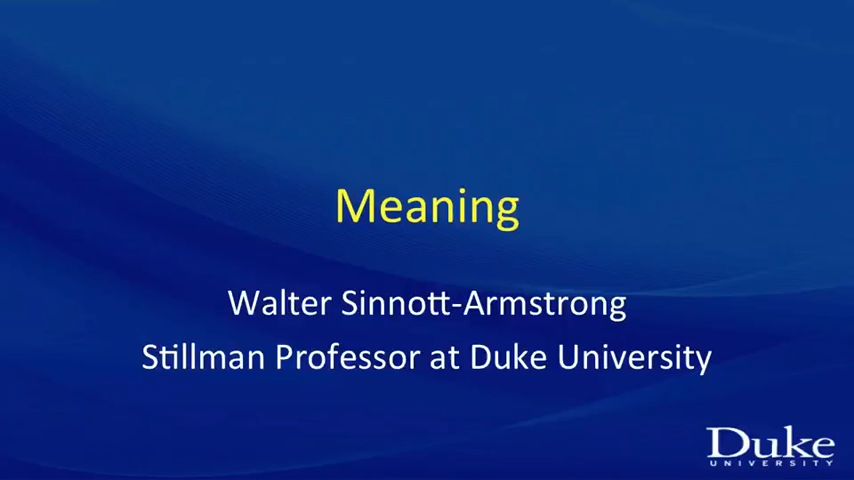 Meaning
Walter Sinnott-Armstrong
Stillman Professor at Duke University
Duke
UNIVERSITY